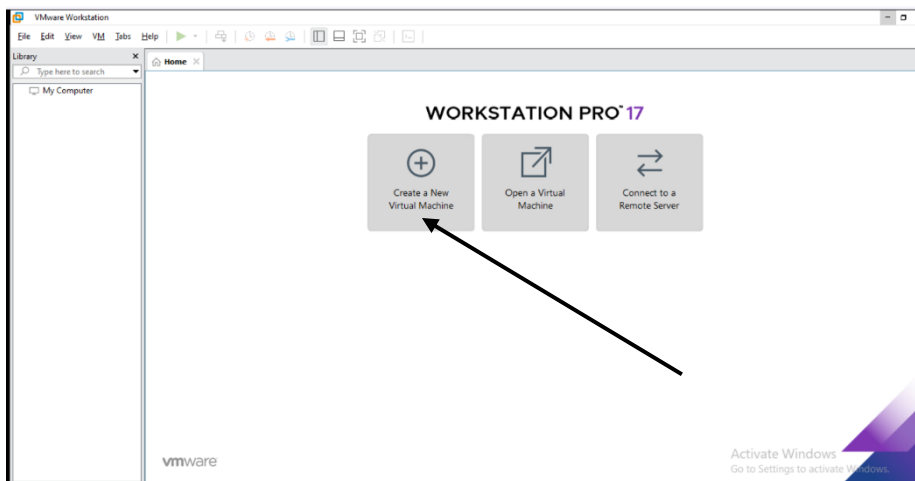 VMware Workstation
File Edit View VM Tabs Help
Library
Type here to search
My Computer
Home
WORKSTATION PRO™ 17
Create a New
Virtual Machine
Open a Virtual
Machine
Connect to a
Remote Server
vmware
Activate Windows
Go to Settings to activate Windows.